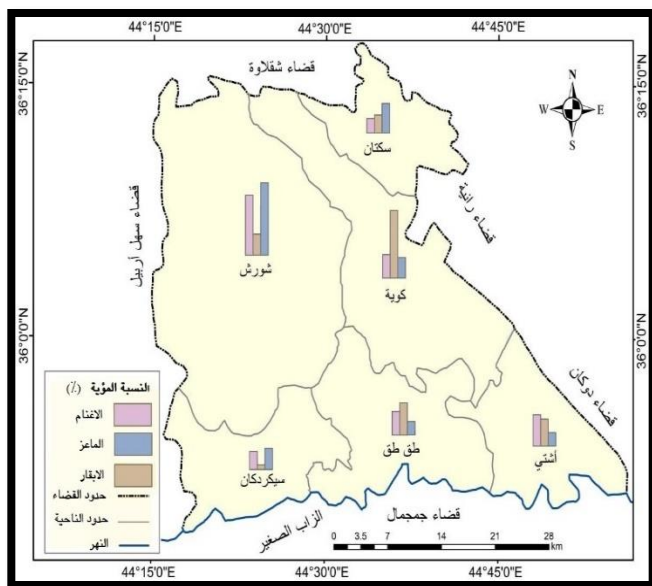 44°15'0"E
44°30'0"E
44°45'0"E
36°15'0"N
36°15'0"N
قضاء شقلاوة
N
W
E
S
سكتان
قضاء رانية
قضاء سهل أربيل
شورش
كوية
36°0'0"N
36°0'0"N
قضاء دوكان
النسبة المؤية (%)
الاغنام
الماعز
الابقار
حدود القضاء
حدود الناحية
النهر
طق طق
أشتي
سيكردكان
الزاب الصغير
قضاء جمجمال
0 3.5 7 14 21 28
km
44°15'0"E
44°30'0"E
44°45'0"E